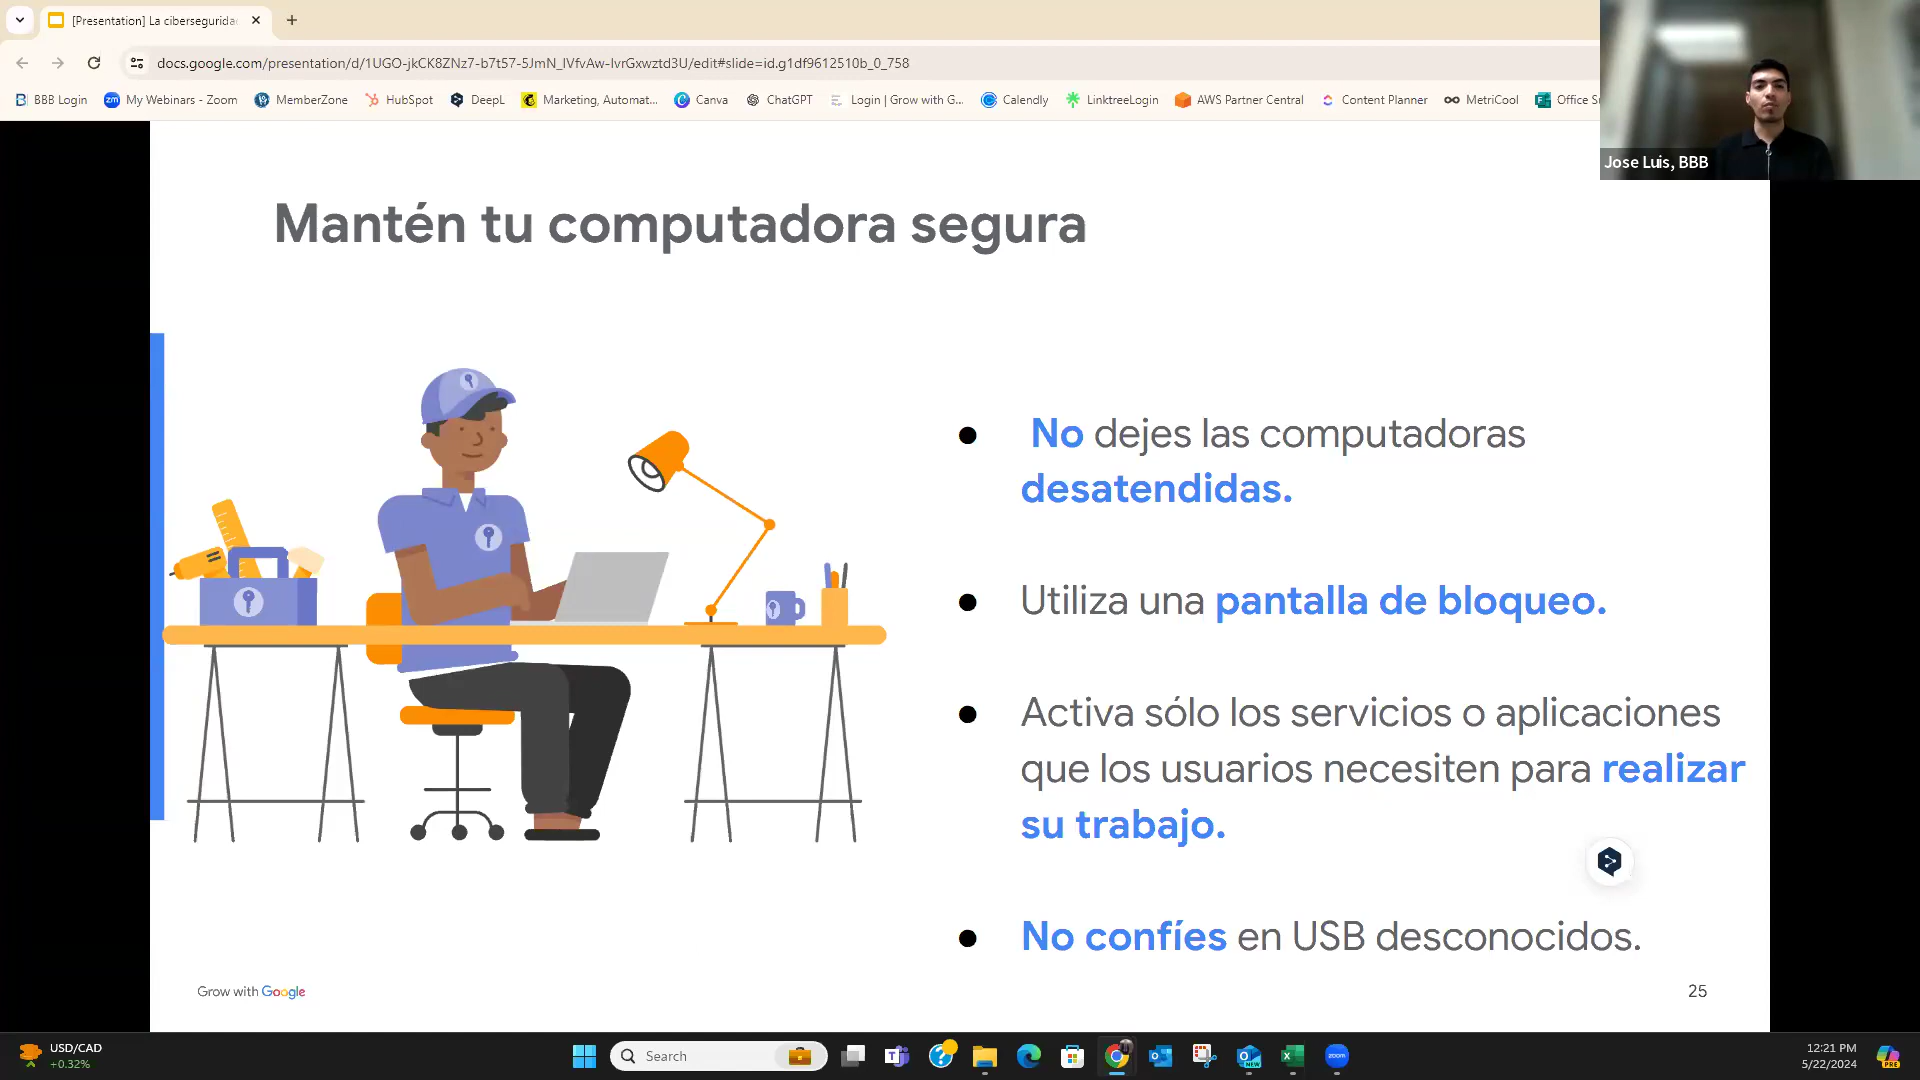 [Presentation] La cibersegurida
docs.google.com/presentation/d/1UGO-jkCK8ZNz7-b7t57-5JmN_IVfvAw-IvrGxwztd3U/edit#slide=id.g1df9612510b_0_758
BBB Login
My Webinars - Zoom
MemberZone
HubSpot
DeepL
Marketing, Automat...
Canva
ChatGPT
Login | Grow with G...
Calendly
LinktreeLogin
AWS Partner Central
Content Planner
MetriCool
Office S
Jose Luis, BBB
Mantén tu computadora segura
No dejes las computadoras
desatendidas.
Utiliza una pantalla de bloqueo.
Activa sólo los servicios o aplicaciones
que los usuarios necesiten para realizar
su trabajo.
No confíes en USB desconocidos.
Grow with Google
25
USD/CAD
+0.32%
Search
12:21 PM
5/22/2024